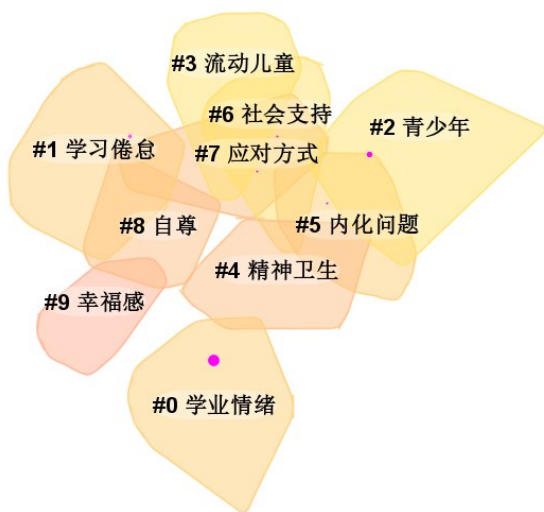 #3 流动儿童
#6 社会支持
#2 青少年
#1 学习倦怠
#7 应对方式
#8 自尊
#5 内化问题
#4 精神卫生
#9 幸福感
#0 学业情绪